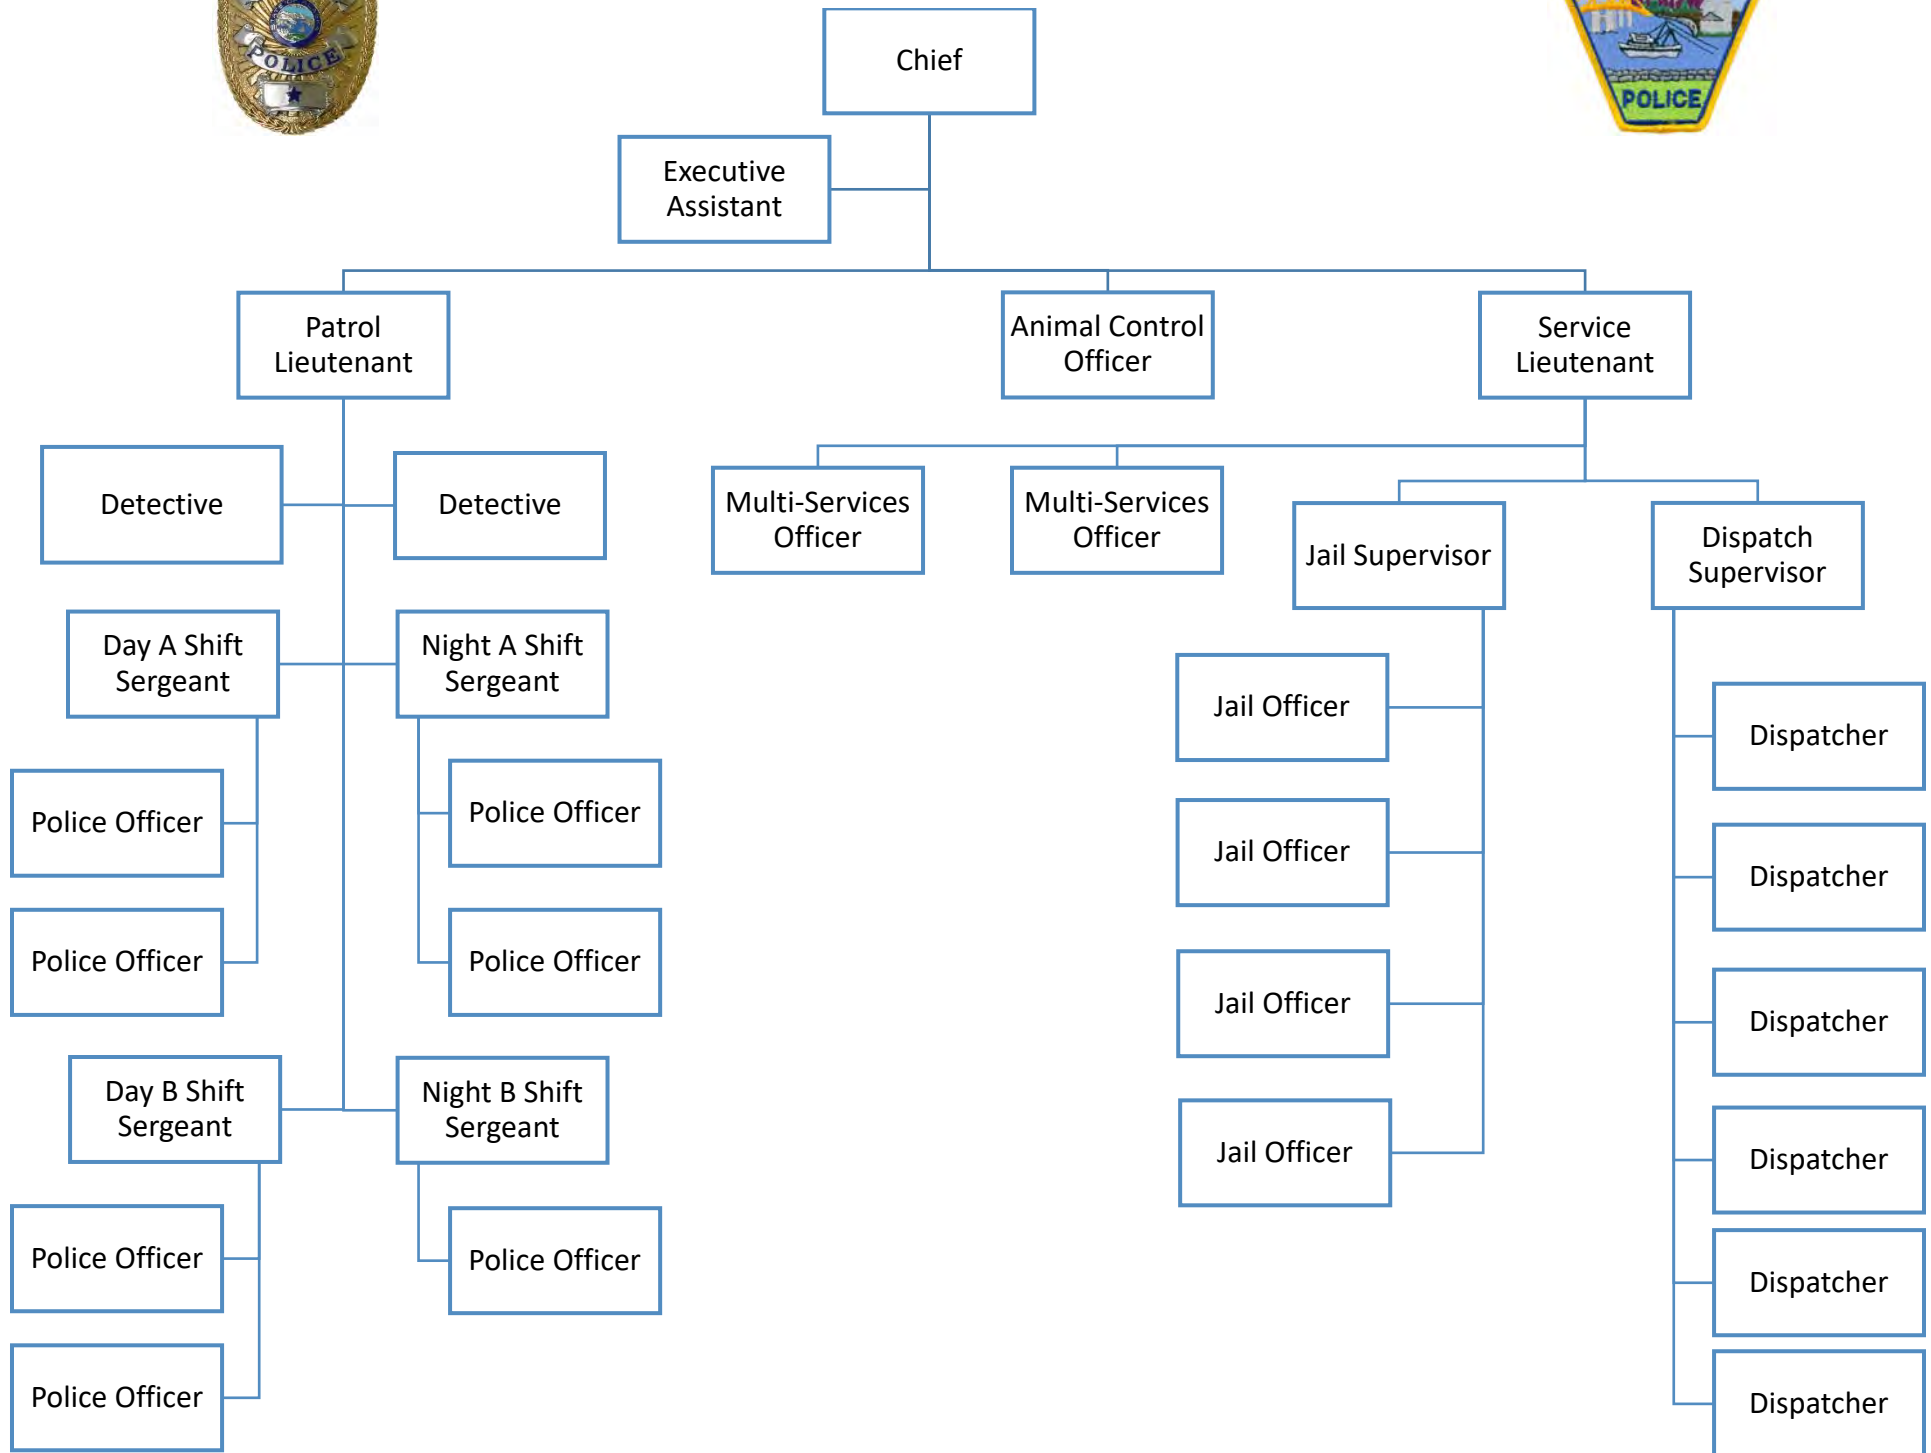 POLICE
POLICE
Chief
Executive
Assistant
Patrol
Lieutenant
Animal Control
Officer
Service
Lieutenant
Detective
Detective
Multi-Services
Officer
Multi-Services
Officer
Jail Supervisor
Dispatch
Supervisor
Day A Shift
Sergeant
Night A Shift
Sergeant
Police Officer
Police Officer
Police Officer
Police Officer
Day B Shift
Sergeant
Night B Shift
Sergeant
Police Officer
Police Officer
Police Officer
Jail Officer
Jail Officer
Jail Officer
Jail Officer
Dispatcher
Dispatcher
Dispatcher
Dispatcher
Dispatcher
Dispatcher